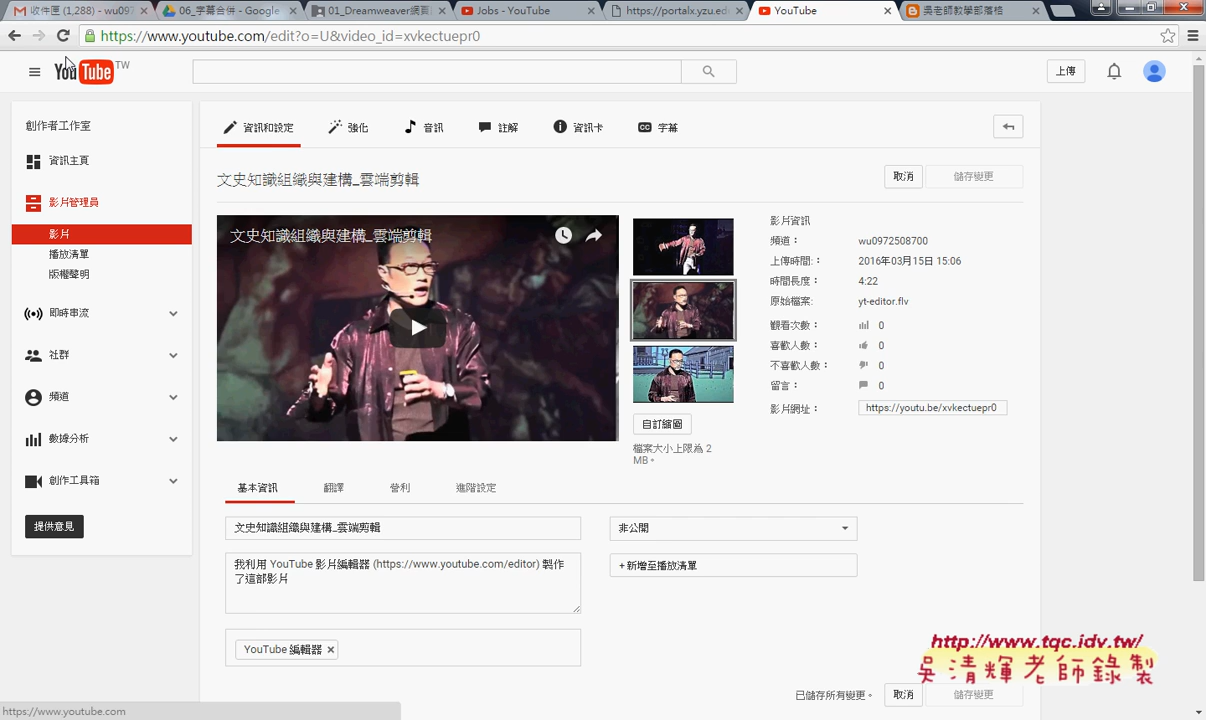 收件匣 (1,288) - wu097
06_字幕合併 - Google
01_Dreamweaver網頁
Jobs - YouTube
https://portalx.yzu.ed
YouTube
吳老師教學部落格
https://www.youtube.com/edit?o=U&video_id=xvkectuepr0
YouTube TW
上傳
創作者工作室
資訊主頁
影片管理員
影片
播放清單
版權聲明
即時串流
社群
頻道
數據分析
創作工具箱
提供意見
資訊和設定
強化
音訊
註解
資訊卡
CC 字幕
文史知識組織與建構_雲端剪輯
取消
儲存變更
文史知識組織與建構_雲端剪輯
自訂縮圖
檔案大小上限為 2
MB。
影片資訊
頻道： wu0972508700
上傳時間:： 2016年03月15日 15:06
時間長度： 4:22
原始檔案: yt-editor.flv
觀看次數： 0
喜歡人數： 0
不喜歡人數： 0
留言： 0
影片網址： https://youtu.be/xvkectuepr0
基本資訊
翻譯
營利
進階設定
文史知識組織與建構_雲端剪輯
非公開
我利用 YouTube 影片編輯器 (https://www.youtube.com/editor) 製作
了這部影片
+ 新增至播放清單
YouTube 編輯器 ×
http://www.tqc.idv.tw/
吳清輝老師錄製
已儲存所有變更。
取消
儲存變更
https://www.youtube.com